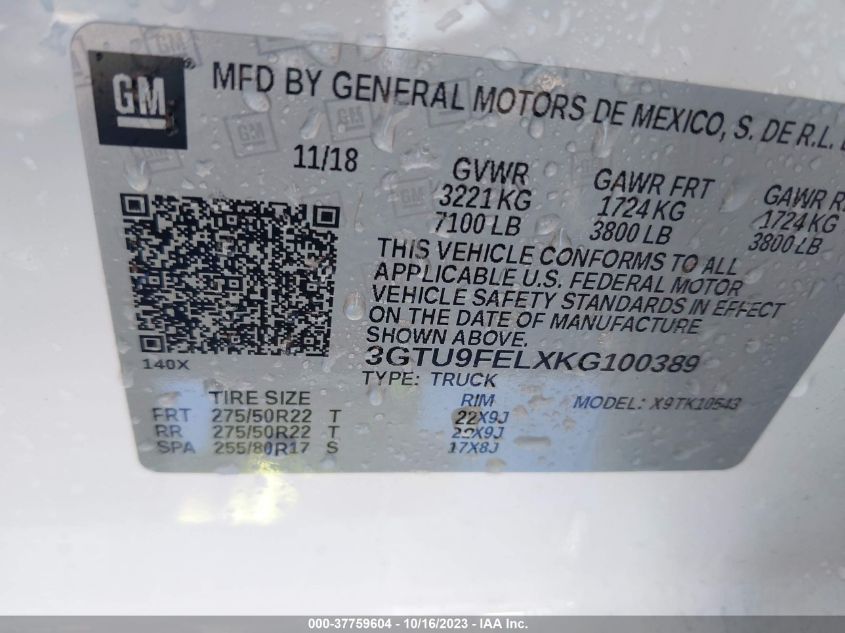 GM
MFD BY GENERAL MOTORS DE MEXICO, S. DE R.L.
11/18
GVWR GAWR FRT GAWR
3221 KG 1724 KG 1724 KG
7100 LB 3800 LB 3800 LB
THIS VEHICLE CONFORMS TO ALL
APPLICABLE U.S. FEDERAL MOTOR
VEHICLE SAFETY STANDARDS IN EFFECT
ON THE DATE OF MANUFACTURE
SHOWN ABOVE.
140X
3GTU9FELXKG100389
TYPE: TRUCK
TIRE SIZE RIM MODEL: X9TK10543
FRT 275/50R22 T 22X9J
RR 275/50R22 T 22X9J
SPA 255/80R17 S 17X8J
000-37759604 - 10/16/2023 - IAA Inc.